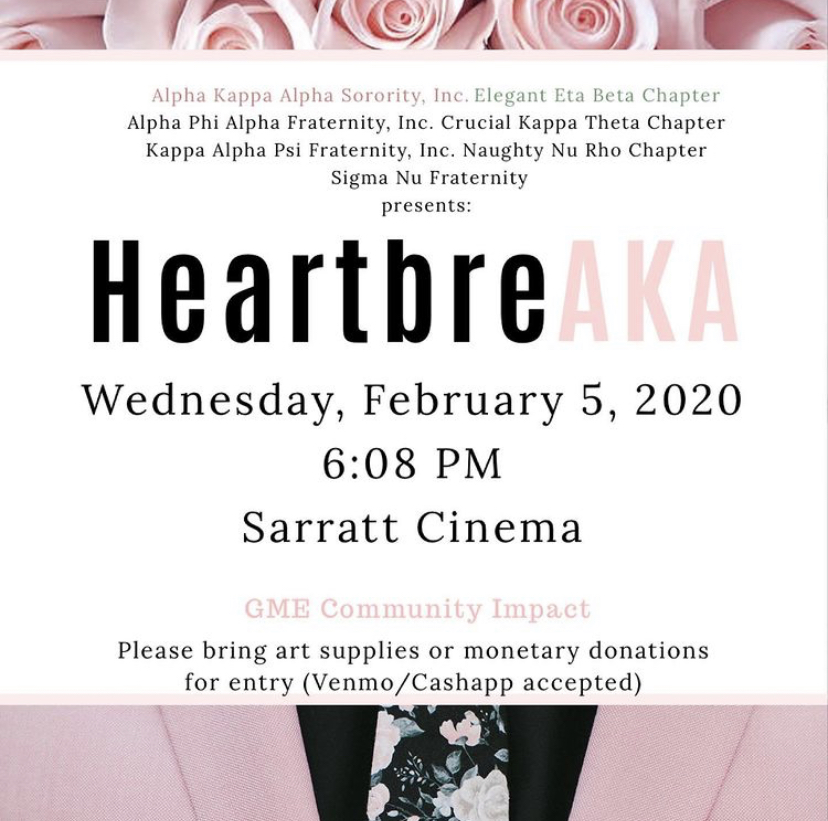 Alpha Kappa Alpha Sorority, Inc. Elegant Eta Beta Chapter
Alpha Phi Alpha Fraternity, Inc. Crucial Kappa Theta Chapter
Kappa Alpha Psi Fraternity, Inc. Naughty Nu Rho Chapter
Sigma Nu Fraternity
presents:
HeartbreAKA
Wednesday, February 5, 2020
6:08 PM
Sarratt Cinema
GME Community Impact
Please bring art supplies or monetary donations
for entry (Venmo/Cashapp accepted)